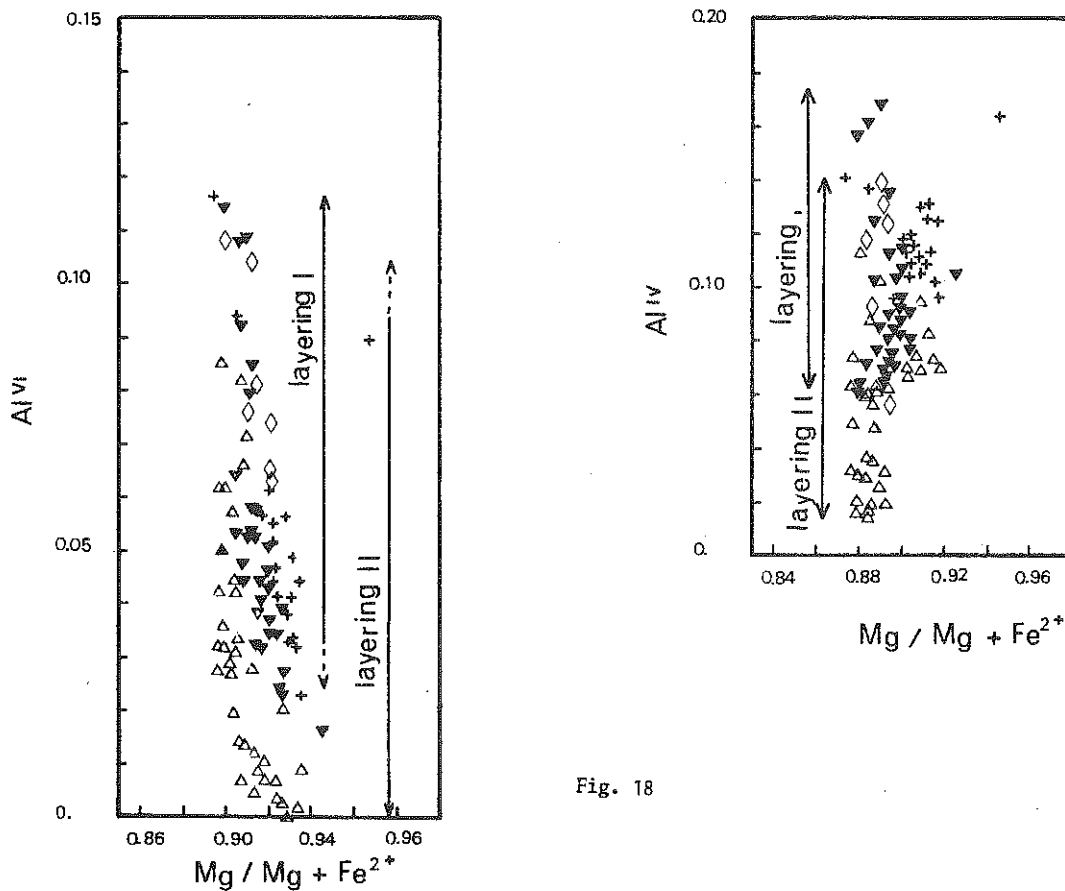 0.15
0.10
0.05
0.
Al VI
layering I
layering II
0.86
0.90
0.94
0.96
Mg / Mg + Fe2+
0.20
0.10
0.
Al IV
layering ,
layering II
0.84
0.88
0.92
0.96
Mg / Mg + Fe2+
Fig. 18